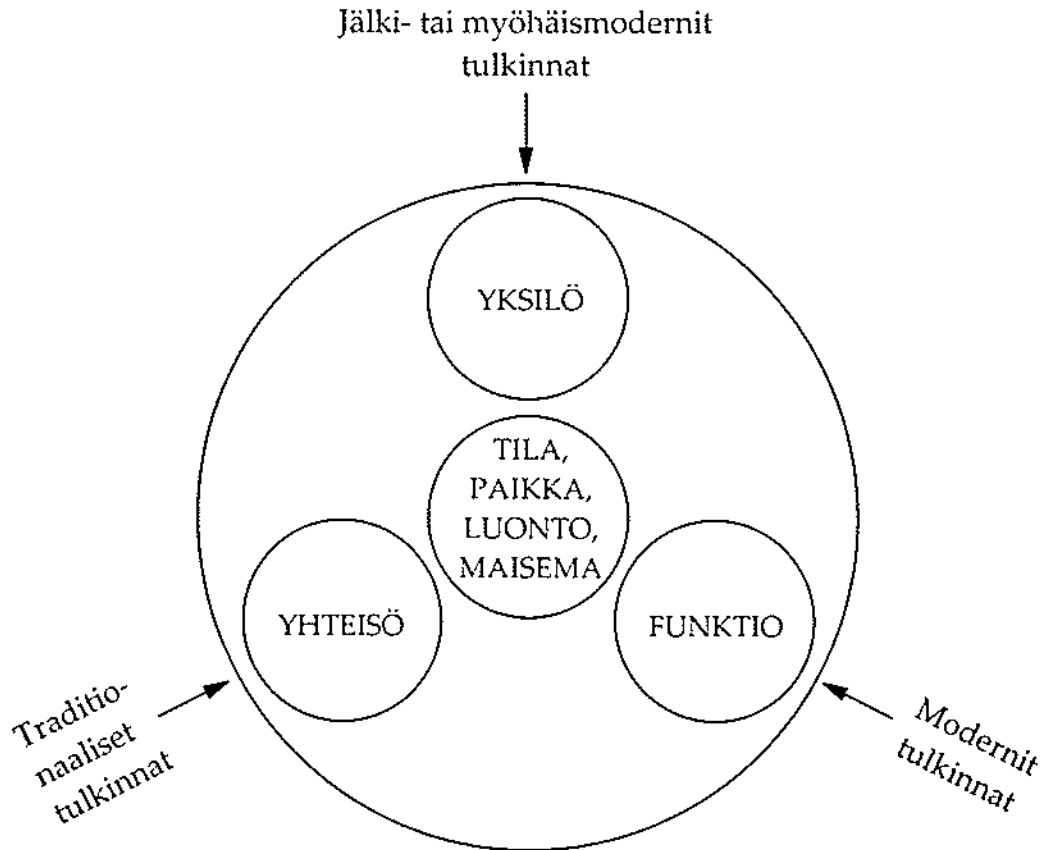 Jälki- tai myöhäismodernit
tulkinnat
YKSILÖ
TILA,
PAIKKA,
LUONTO,
MAISEMA
YHTEISÖ
FUNKTIO
Traditio-
naaliset
tulkinnat
Modernit
tulkinnat